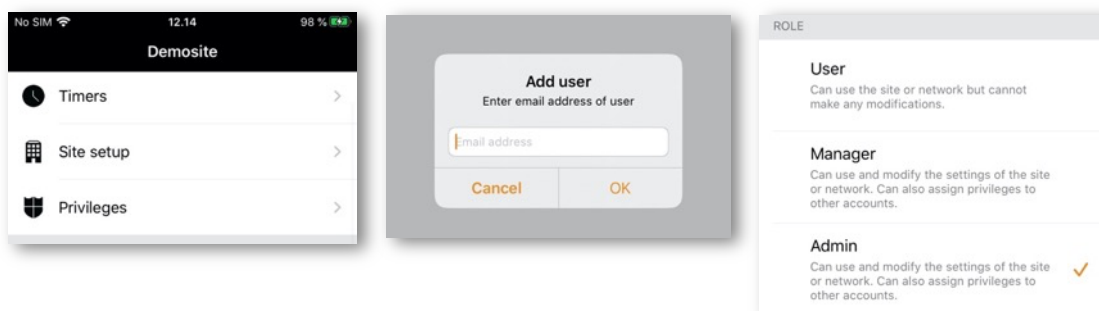 No SIM 12.14 98 %
Demosite
Timers
Site setup
Privileges
Add user
Enter email address of user
Email address
Cancel OK
ROLE
User
Can use the site or network but cannot
make any modifications.
Manager
Can use and modify the settings of the site
or network. Can also assign privileges to
other accounts.
Admin
Can use and modify the settings of the site
or network. Can also assign privileges to
other accounts.